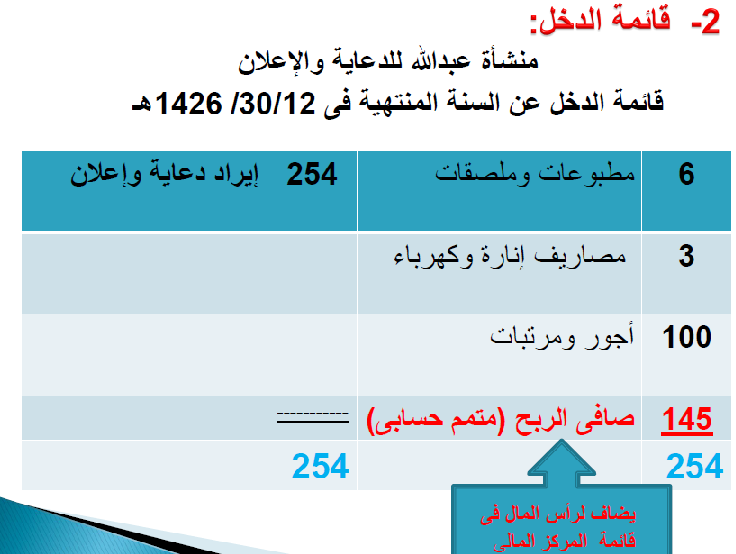 2- قائمة الدخل:
منشأة عبدالله للدعاية والإعلان
قائمة الدخل عن السنة المنتهية فى 30/12/ 1426هـ
6 مطبوعات وملصقات 254 إيراد دعاية وإعلان
3 مصاريف إنارة وكهرباء
100 أجور ومرتبات
145 صافى الربح (متمم حسابى) -----------
254 254
يضاف لرأس المال فى
قائمة المركز المالى